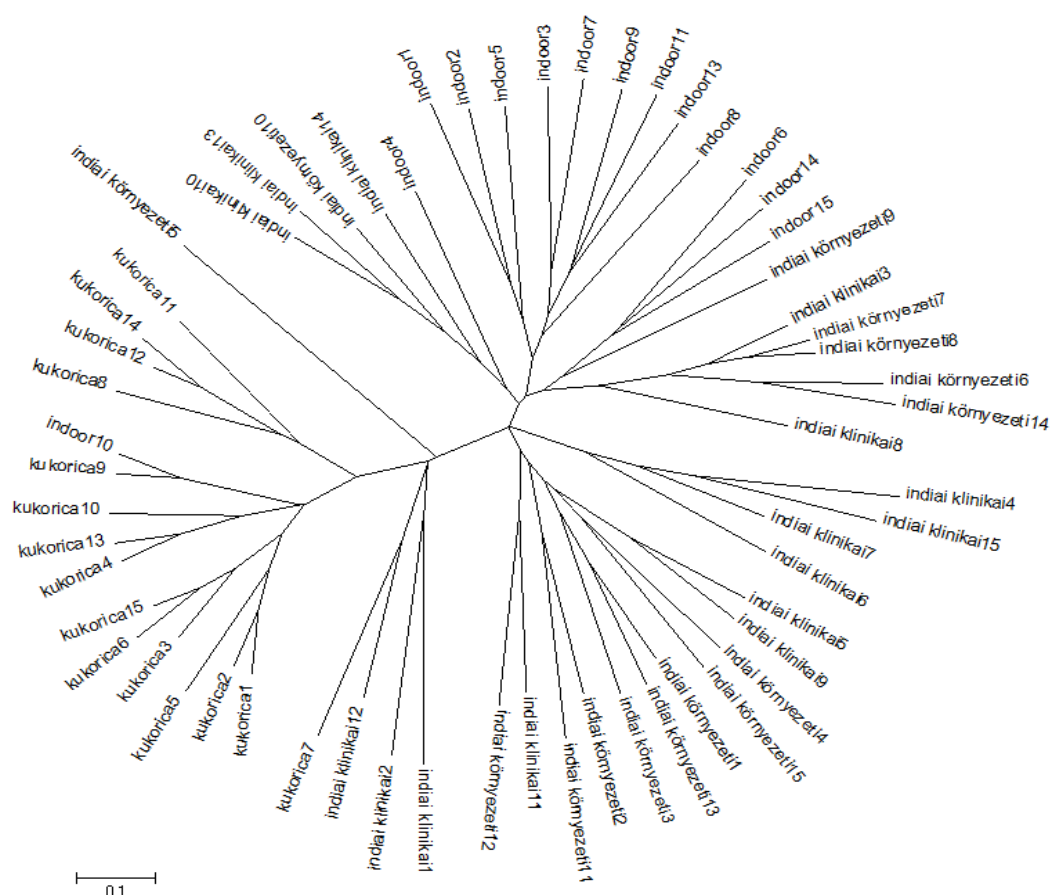 indoor1
indoor2
indoor5
indoor3
indoor7
indoor9
indoor11
indoor13
indoor8
indoor6
indoor14
indoor15
indiai környezeti9
indiai klinikai3
indiai környezeti7
indiai környezeti8
indiai környezeti6
indiai környezeti14
indiai klinikai8
indiai klinikai4
indiai klinikai15
indiai klinikai7
indiai klinikai6
indiai klinikai5
indiai klinikai9
indiai környezeti4
indiai környezeti15
indiai környezeti1
indiai környezeti13
indiai környezeti3
indiai környezeti2
indiai környezeti11
indiai klinikai11
indiai környezeti12
indiai klinikai1
indiai klinikai2
indiai klinikai12
kukorica7
kukorica1
kukorica2
kukorica5
kukorica3
kukorica6
kukorica15
kukorica4
kukorica13
kukorica10
kukorica9
indoor10
kukorica8
kukorica12
kukorica14
kukorica11
indiai környezeti5
indiai klinikai10
indiai klinikai13
indiai környezeti10
indiai klinikai14
indoor4
0.1